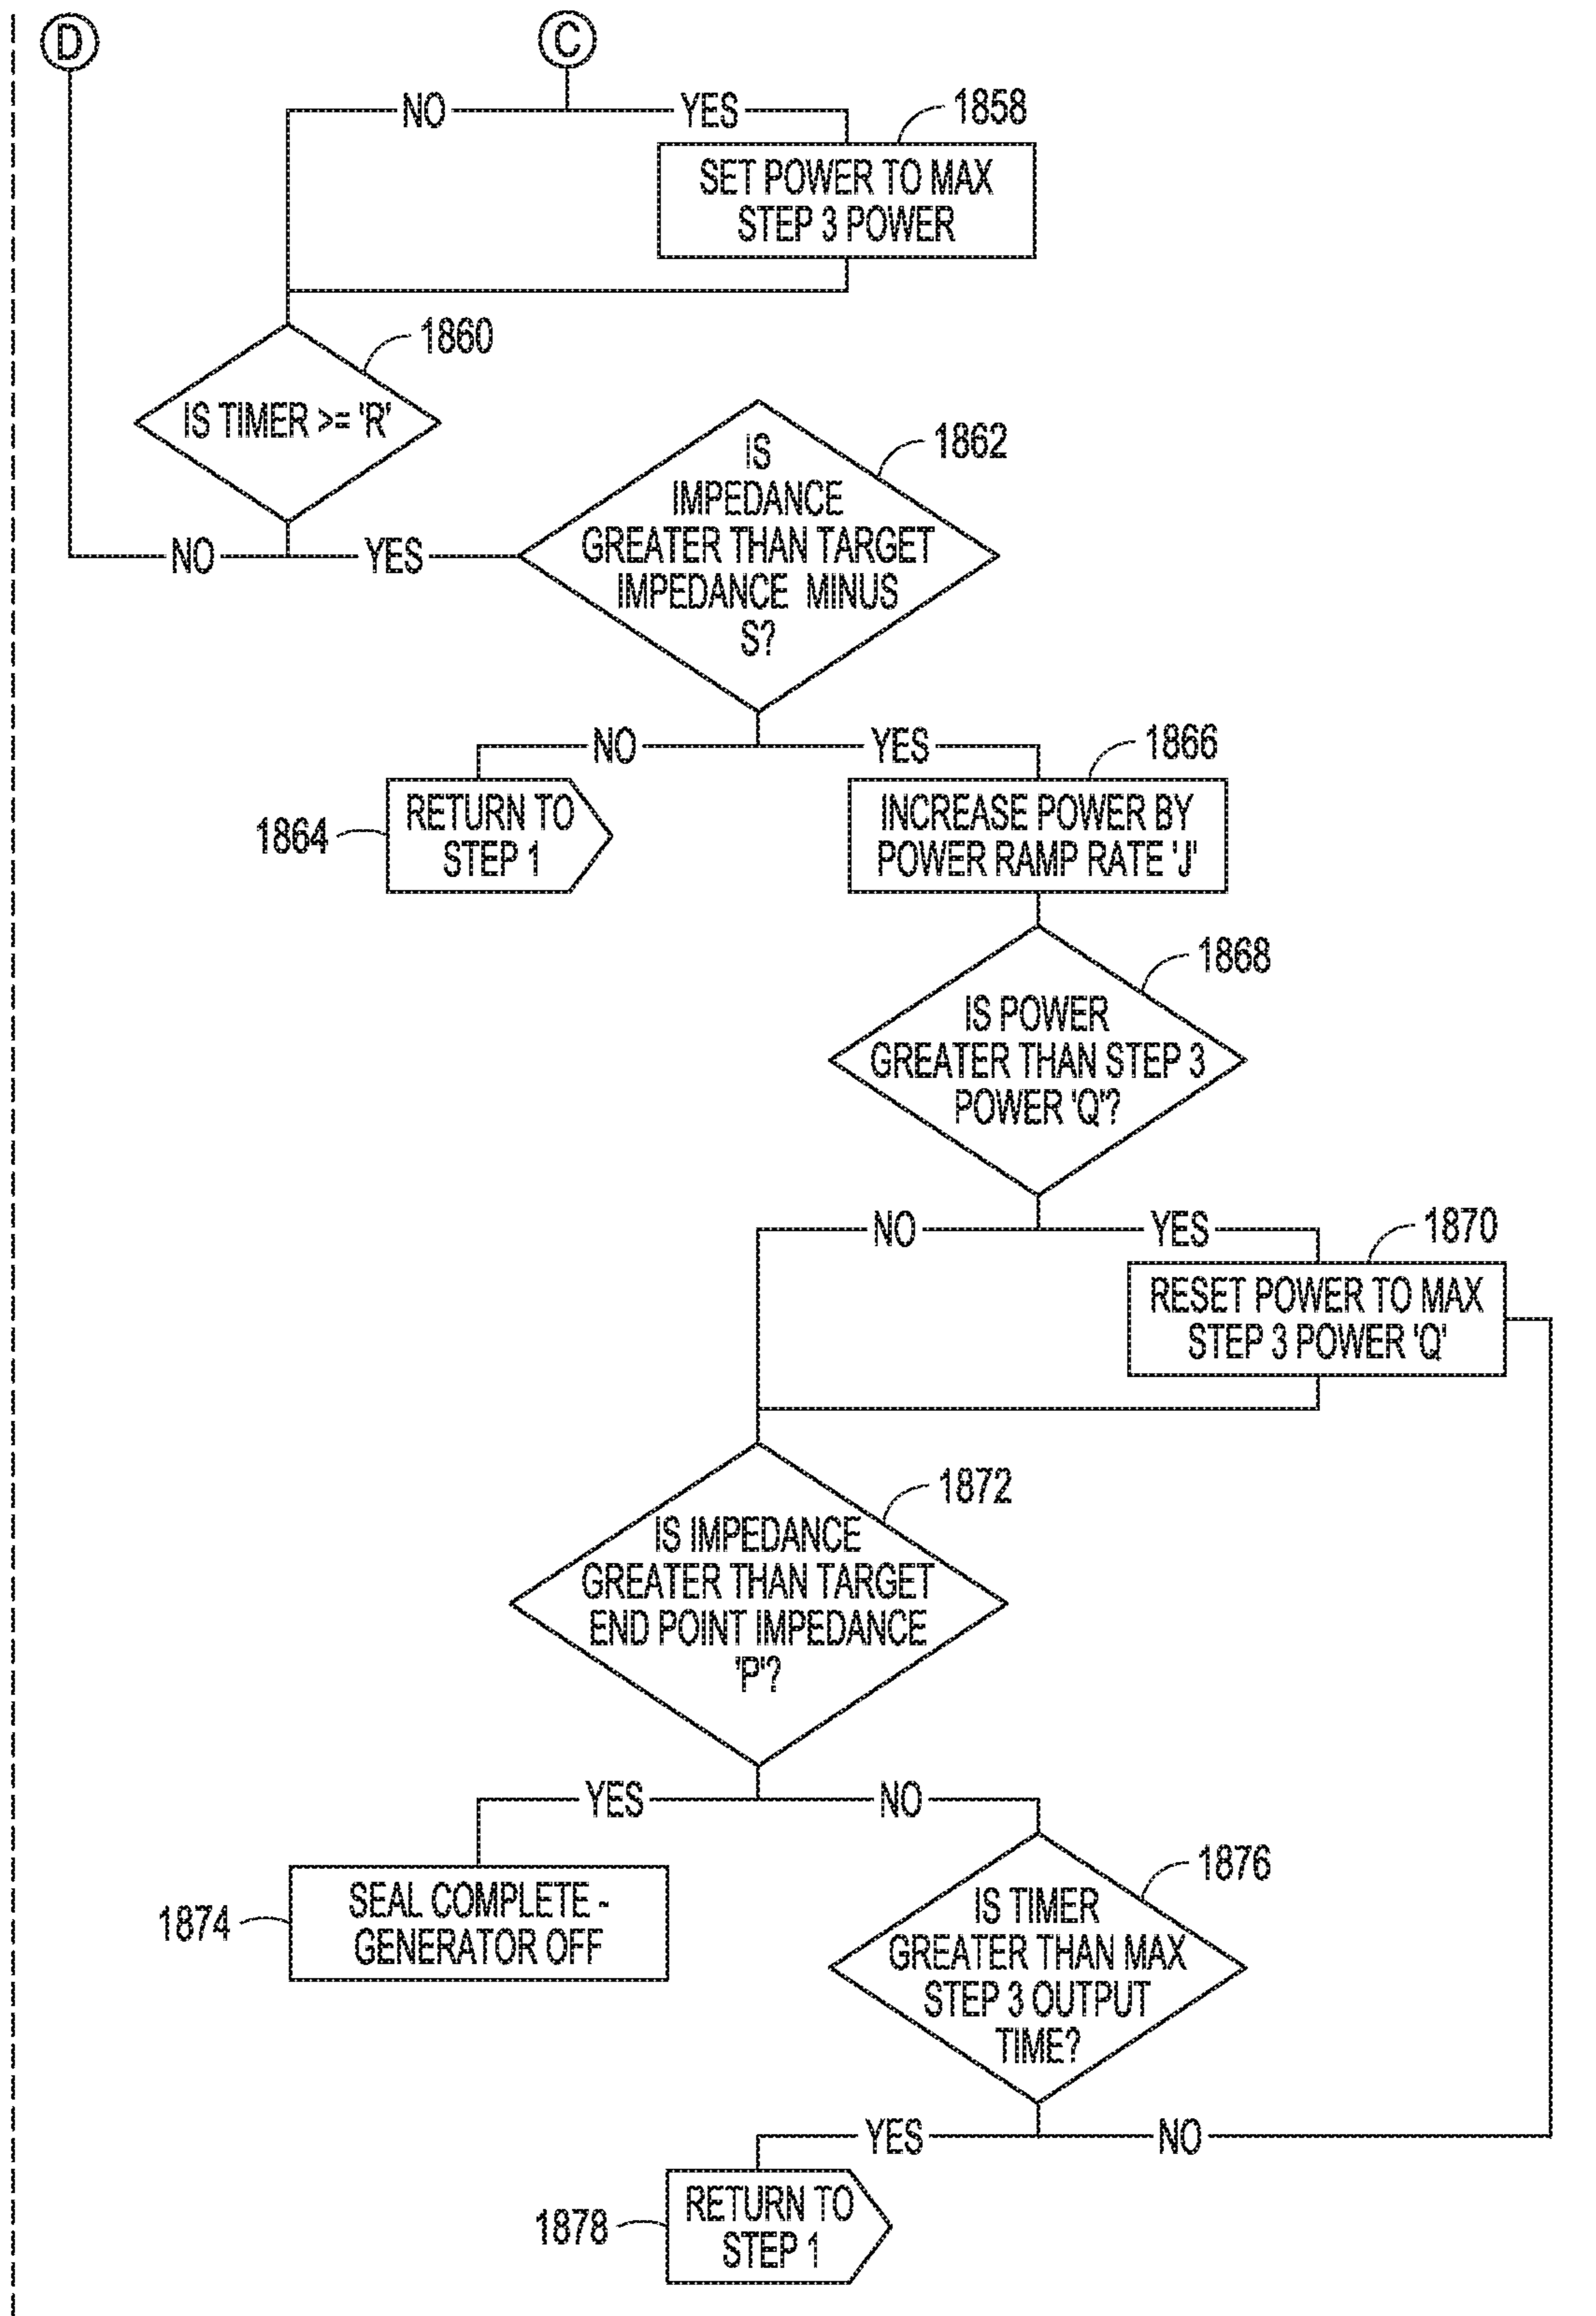 D
C
NO
YES
1858
SET POWER TO MAX
STEP 3 POWER
1860
IS TIMER >= 'R'
1862
IS
IMPEDANCE
GREATER THAN TARGET
IMPEDANCE MINUS
S?
NO
YES
NO
YES
1866
1864
RETURN TO
STEP 1
INCREASE POWER BY
POWER RAMP RATE 'J'
1868
IS POWER
GREATER THAN STEP 3
POWER 'Q'?
NO
YES
1870
RESET POWER TO MAX
STEP 3 POWER 'Q'
1872
IS IMPEDANCE
GREATER THAN TARGET
END POINT IMPEDANCE
'P'?
YES
NO
1874
SEAL COMPLETE -
GENERATOR OFF
1876
IS TIMER
GREATER THAN MAX
STEP 3 OUTPUT
TIME?
YES
NO
1878
RETURN TO
STEP 1